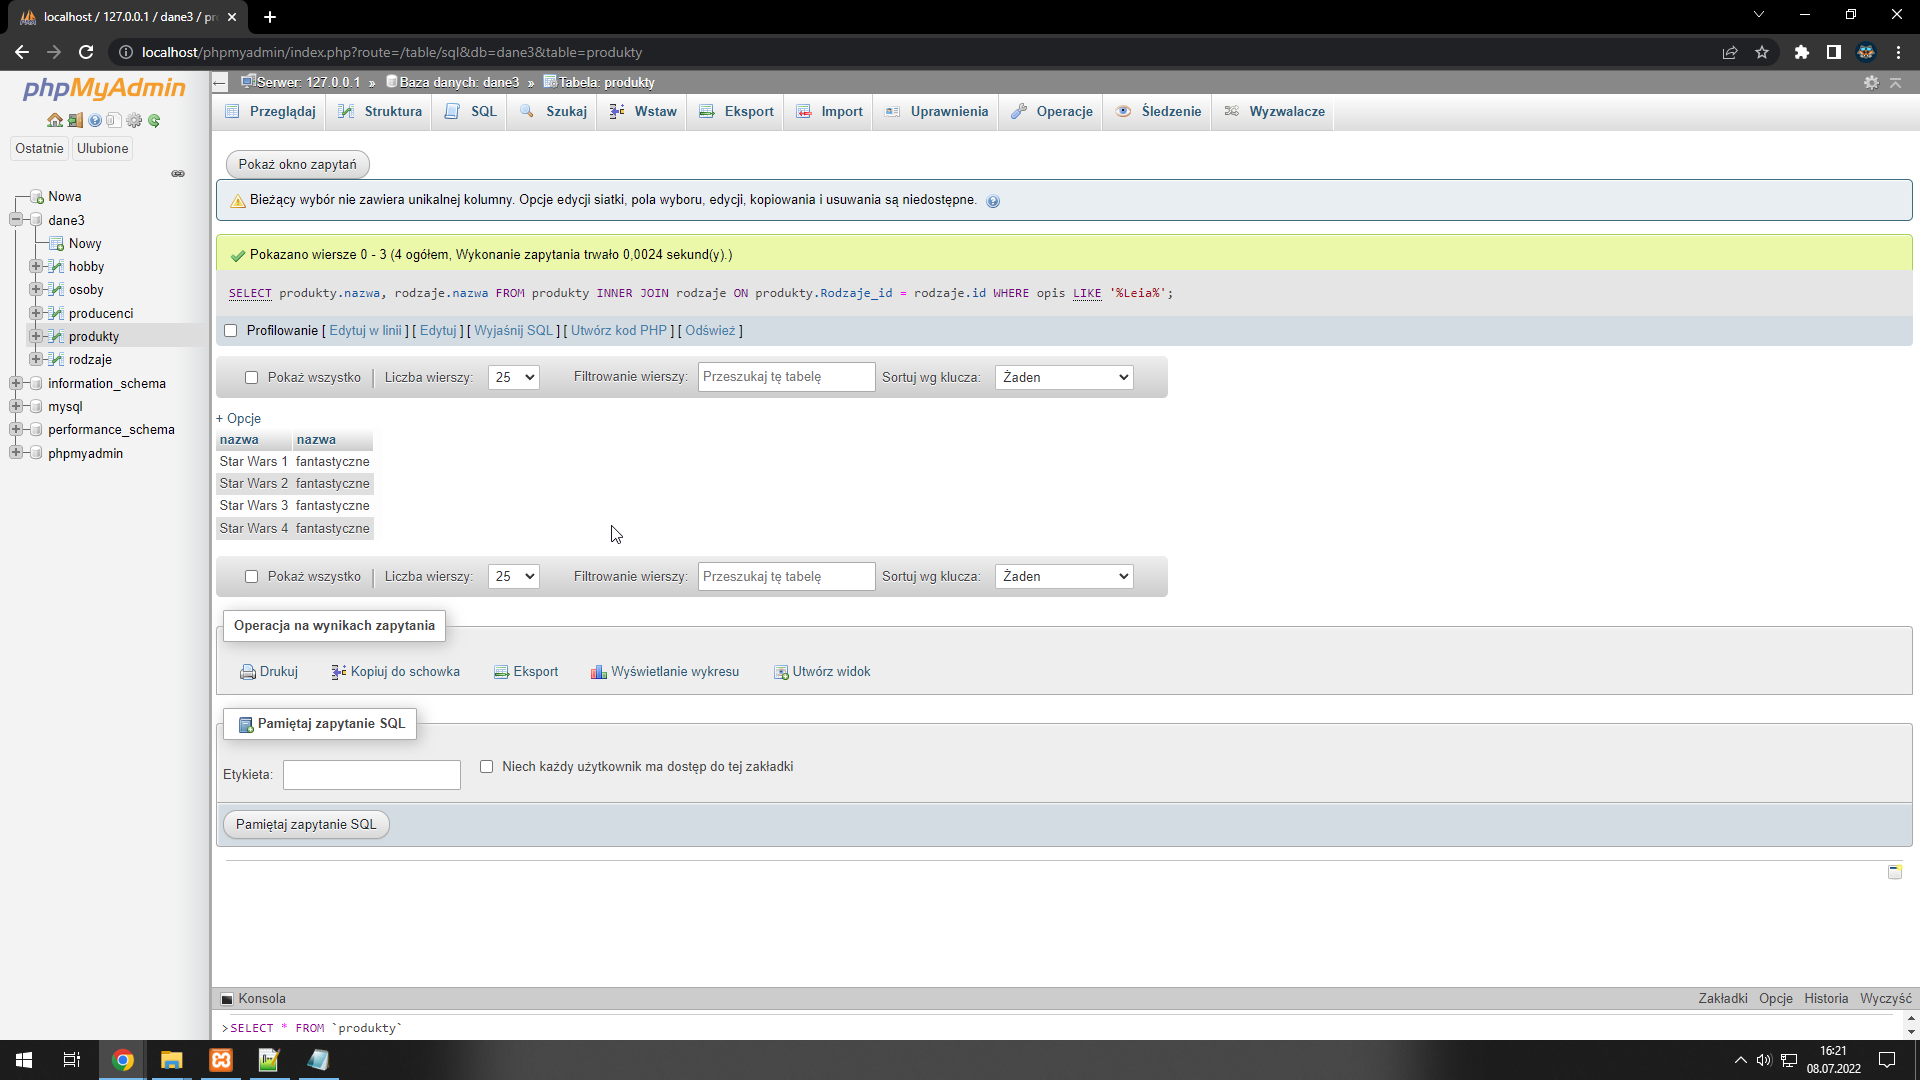 localhost / 127.0.0.1 / dane3 / pr
localhost/phpmyadmin/index.php?route=/table/sql&db=dane3&table=produkty
phpMyAdmin
Ostatnie Ulubione
Nowa
dane3
Nowy
hobby
osoby
producenci
produkty
rodzaje
information_schema
mysql
performance_schema
phpmyadmin
Serwer: 127.0.0.1 » Baza danych: dane3 » Tabela: produkty
Przeglądaj Struktura SQL Szukaj Wstaw Eksport Import Uprawnienia Operacje Śledzenie Wyzwalacze
Pokaż okno zapytań
Bieżący wybór nie zawiera unikalnej kolumny. Opcje edycji siatki, pola wyboru, edycji, kopiowania i usuwania są niedostępne.
Pokazano wiersze 0 - 3 (4 ogółem, Wykonanie zapytania trwało 0,0024 sekund(y).)
SELECT produkty.nazwa, rodzaje.nazwa FROM produkty INNER JOIN rodzaje ON produkty.Rodzaje_id = rodzaje.id WHERE opis LIKE '%Leia%';
Profilowanie [ Edytuj w linii ] [ Edytuj ] [ Wyjaśnij SQL ] [ Utwórz kod PHP ] [ Odśwież ]
Pokaż wszystko Liczba wierszy: 25 Filtrowanie wierszy: Przeszukaj tę tabelę Sortuj wg klucza: Żaden
+ Opcje
nazwa nazwa
Star Wars 1 fantastyczne
Star Wars 2 fantastyczne
Star Wars 3 fantastyczne
Star Wars 4 fantastyczne
Pokaż wszystko Liczba wierszy: 25 Filtrowanie wierszy: Przeszukaj tę tabelę Sortuj wg klucza: Żaden
Operacja na wynikach zapytania
Drukuj Kopiuj do schowka Eksport Wyświetlanie wykresu Utwórz widok
Pamiętaj zapytanie SQL
Etykieta: Niech każdy użytkownik ma dostęp do tej zakładki
Pamiętaj zapytanie SQL
Konsola Zakładki Opcje Historia Wyczyść
>SELECT * FROM `produkty`
16:21
08.07.2022